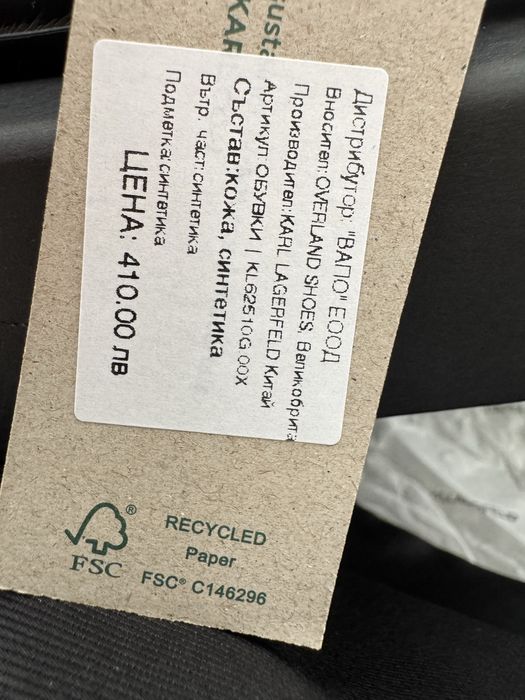 Дистрибутор: "ВАПО" ЕООД
Вносител:OVERLAND SHOES, Валикобрита
Производител:KARL LAGERFELD Китай
Артикул ОБУВКИ | KL62510G 00X
Състав:кожа, синтетика
Вътр. част:синтетика
Подметка:синтетика
ЦЕНА: 410.00 лв
FSC®
RECYCLED
Paper
FSC® C146296